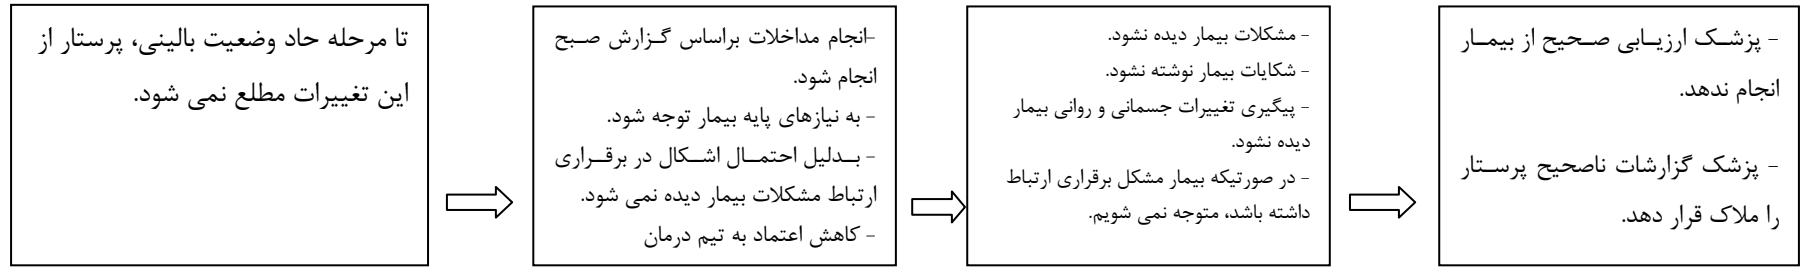 تا مرحله حاد وضعیت بالینی، پرستار از
این تغییرات مطلع نمی شود.
-انجام مداخلات براساس گزارش صبح
انجام شود.
- به نیازهای پایه بیمار توجه شود.
- بدلیل احتمال اشکال در برقراری
ارتباط مشکلات بیمار دیده نمی شود.
- کاهش اعتماد به تیم درمان
- مشکلات بیمار دیده نشود.
- شکایات بیمار نوشته نشود.
- پیگیری تغییرات جسمانی و روانی بیمار
دیده نشود.
- در صورتیکه بیمار مشکل برقراری ارتباط
داشته باشد، متوجه نمی شویم.
- پزشک ارزیابی صحیح از بیمار
انجام ندهد.
- پزشک گزارشات ناصحیح پرستار
را ملاک قرار دهد.